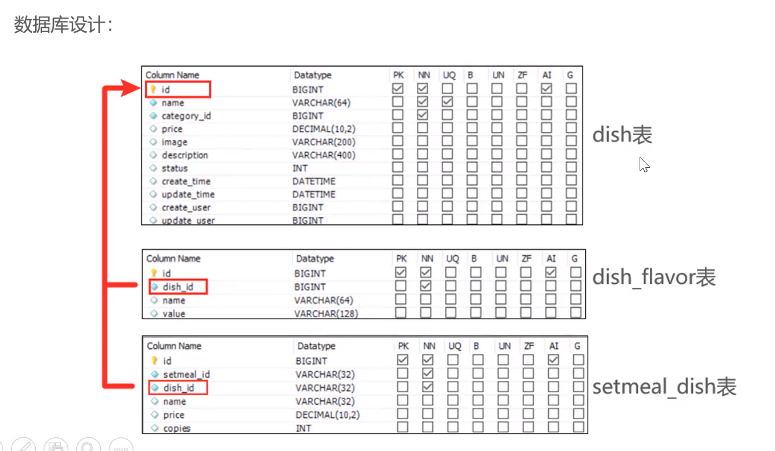 数据库设计：
Column Name Datatype PK NN UQ B UN ZF AI G
id BIGINT
name VARCHAR(64)
category_id BIGINT
price DECIMAL(10,2)
image VARCHAR(200)
description VARCHAR(400)
status INT
create_time DATETIME
update_time DATETIME
create_user BIGINT
update_user BIGINT
dish表
Column Name Datatype PK NN UQ B UN ZF AI G
id BIGINT
dish_id BIGINT
name VARCHAR(64)
value VARCHAR(128)
dish_flavor表
Column Name Datatype PK NN UQ B UN ZF AI G
id BIGINT
setmeal_id VARCHAR(32)
dish_id VARCHAR(32)
name VARCHAR(32)
price DECIMAL(10,2)
copies INT
setmeal_dish表